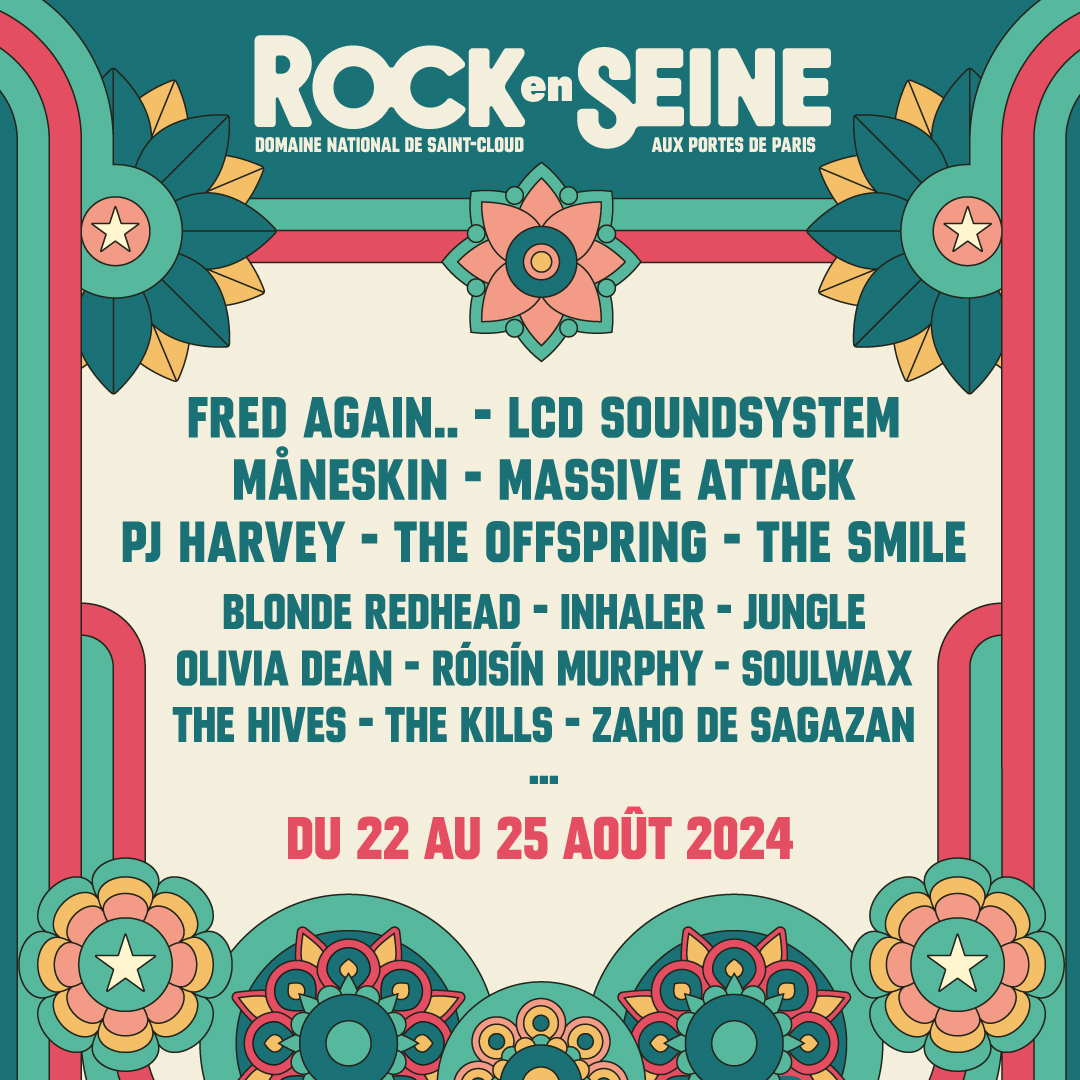 ROCK en SEINE
DOMAINE NATIONAL DE SAINT-CLOUD AUX PORTES DE PARIS
FRED AGAIN.. - LCD SOUNDSYSTEM
MÅNESKIN - MASSIVE ATTACK
PJ HARVEY - THE OFFSPRING - THE SMILE
BLONDE REDHEAD - INHALER - JUNGLE
OLIVIA DEAN - RÓISÍN MURPHY - SOULWAX
THE HIVES - THE KILLS - ZAHO DE SAGAZAN
...
DU 22 AU 25 AOÛT 2024